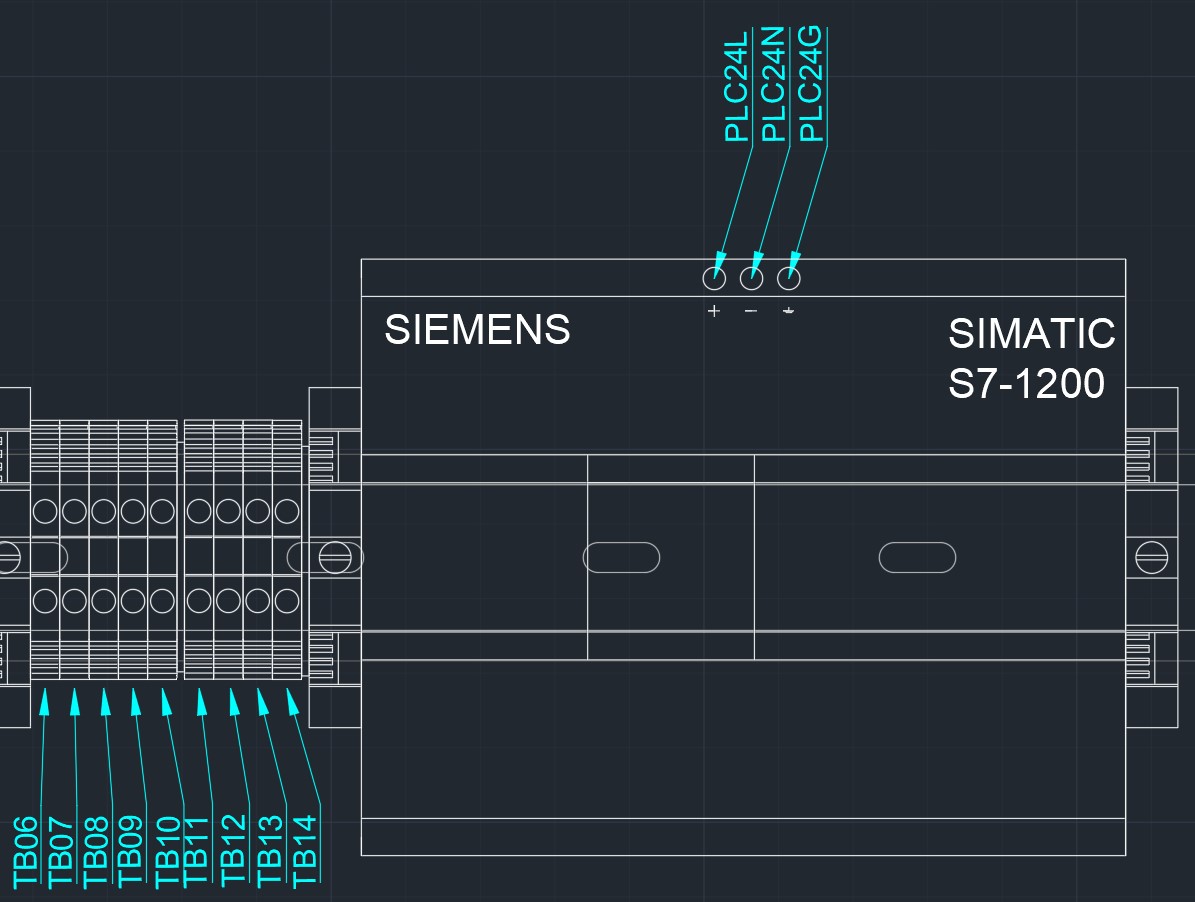 PLC24L
PLC24N
PLC24G
+
−
SIEMENS
SIMATIC
S7-1200
TB06
TB07
TB08
TB09
TB10
TB11
TB12
TB13
TB14